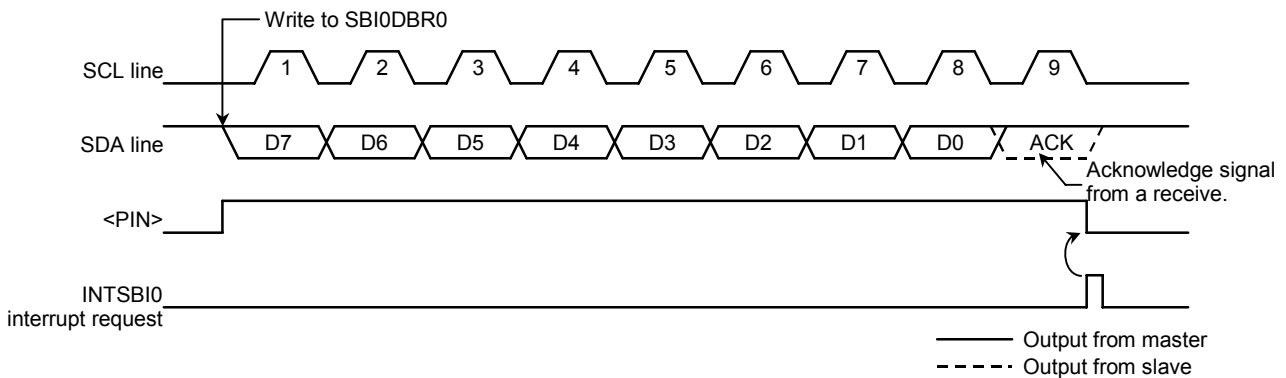 Write to SBI0DBR0
SCL line 1 2 3 4 5 6 7 8 9
SDA line D7 D6 D5 D4 D3 D2 D1 D0 ACK
Acknowledge signal
from a receive.
<PIN>
INTSBI0
interrupt request
Output from master
Output from slave